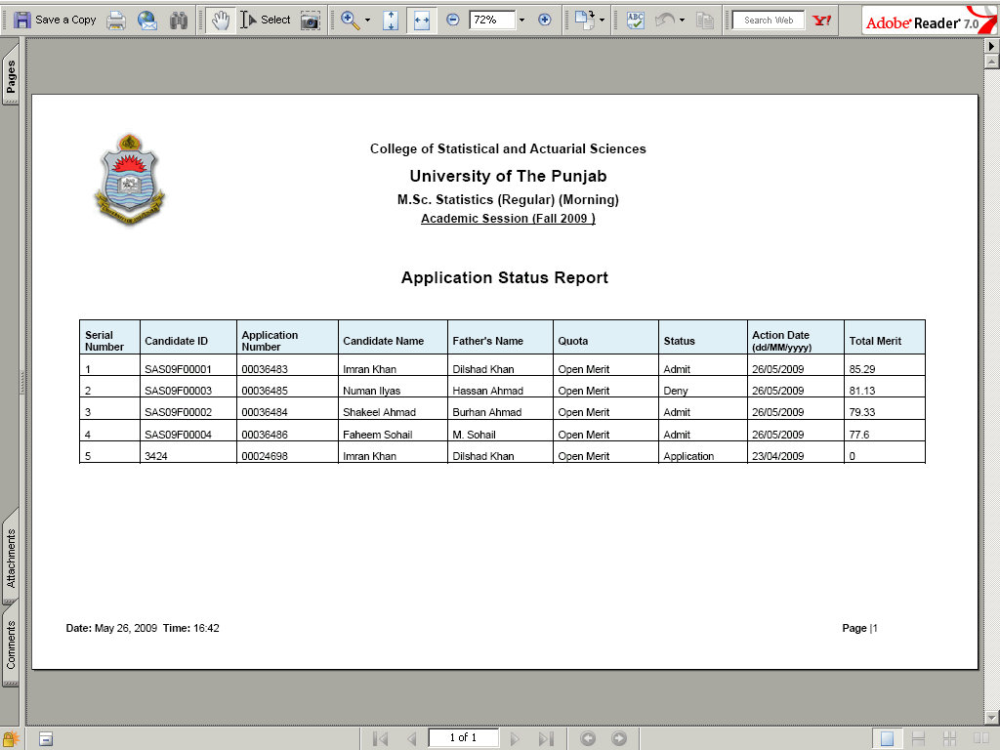 Save a Copy Select 72% Search Web Y! Adobe Reader 7.0
Pages
College of Statistical and Actuarial Sciences
University of The Punjab
M.Sc. Statistics (Regular) (Morning)
Academic Session (Fall 2009 )
Application Status Report
Serial Number Candidate ID Application Number Candidate Name Father's Name Quota Status Action Date (dd/MM/yyyy) Total Merit
1 SAS09F00001 00036483 Imran Khan Dilshad Khan Open Merit Admit 26/05/2009 85.29
2 SAS09F00003 00036485 Numan Ilyas Hassan Ahmad Open Merit Deny 26/05/2009 81.13
3 SAS09F00002 00036484 Shakeel Ahmad Burhan Ahmad Open Merit Admit 26/05/2009 79.33
4 SAS09F00004 00036486 Faheem Sohail M. Sohail Open Merit Admit 26/05/2009 77.6
5 3424 00024698 Imran Khan Dilshad Khan Open Merit Application 23/04/2009 0
Attachments
Comments
Date: May 26, 2009 Time: 16:42 Page |1
1 of 1